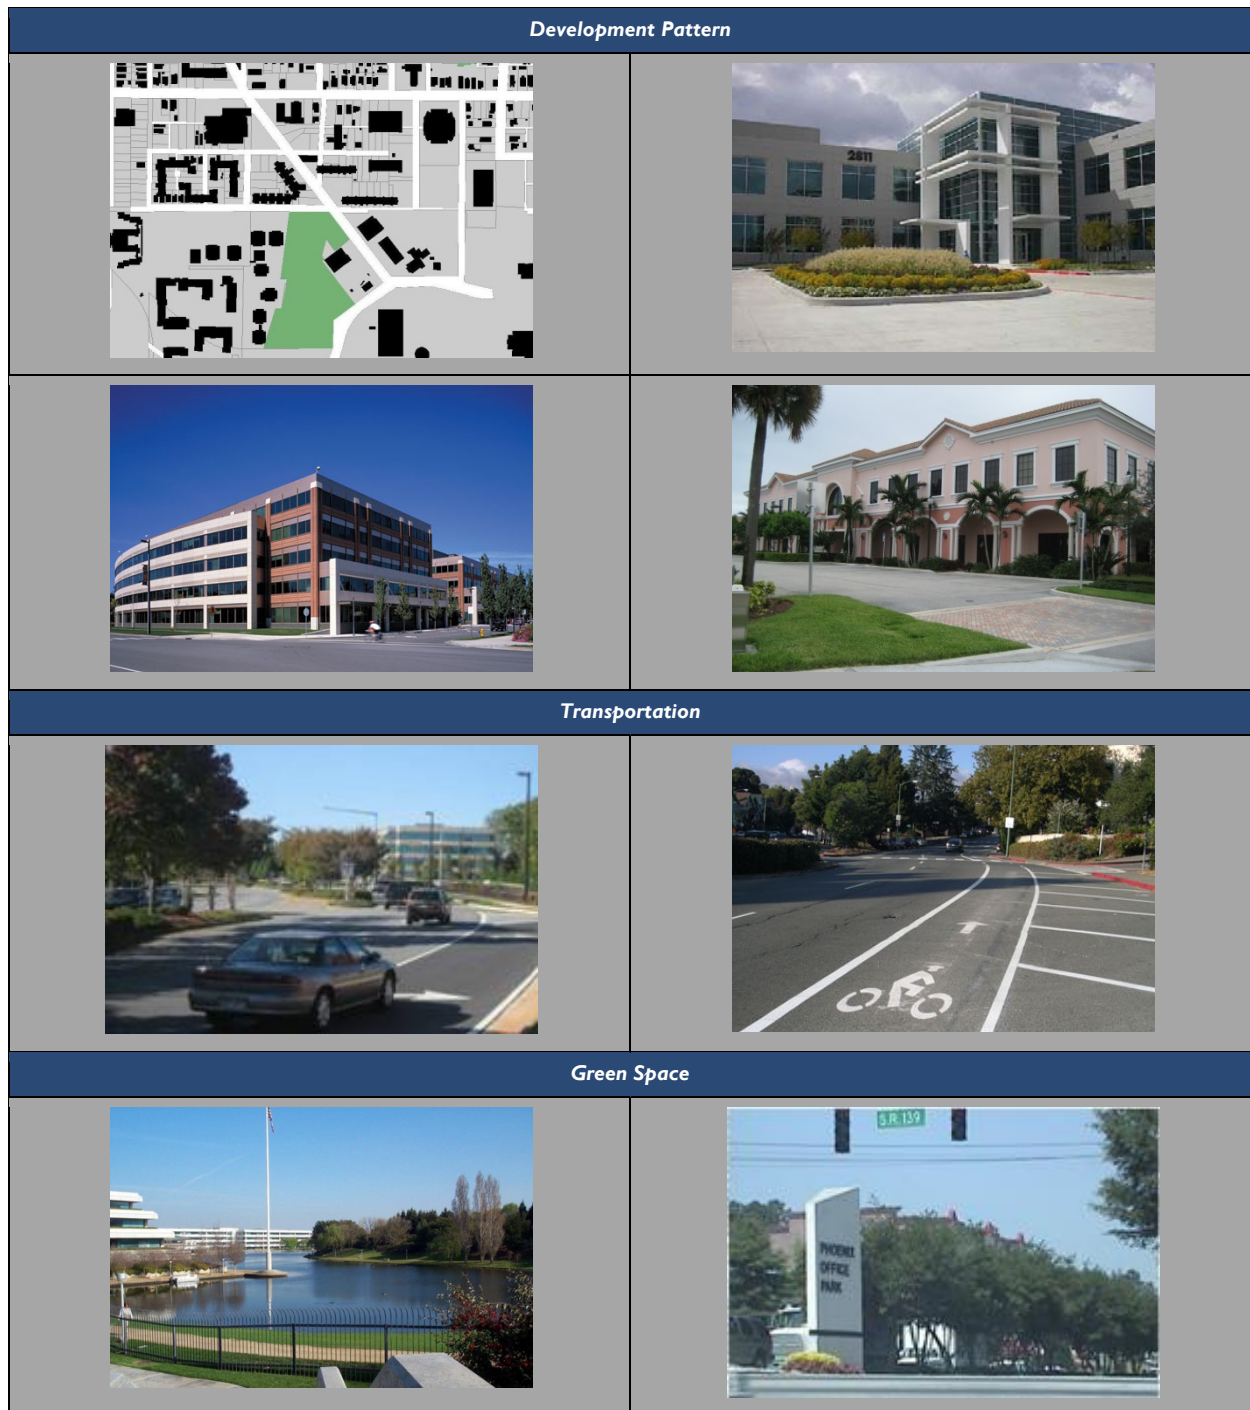 Development Pattern
2811
Transportation
Green Space
S.R. 139
PHOENIX
OFFICE
PARK